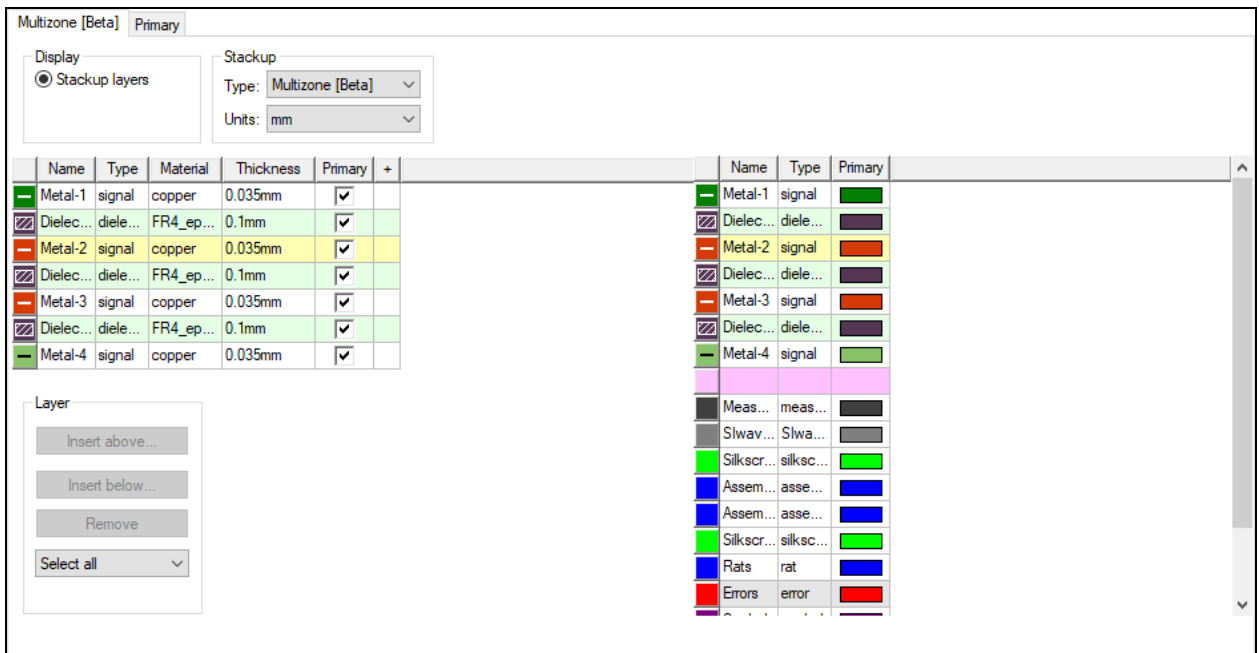 Multizone [Beta] Primary
Display
Stackup layers
Stackup
Type: Multizone [Beta]
Units: mm
Name Type Material Thickness Primary +
Metal-1 signal copper 0.035mm
Dielec... diele... FR4_ep... 0.1mm
Metal-2 signal copper 0.035mm
Dielec... diele... FR4_ep... 0.1mm
Metal-3 signal copper 0.035mm
Dielec... diele... FR4_ep... 0.1mm
Metal-4 signal copper 0.035mm
Layer
Insert above...
Insert below...
Remove
Select all
Name Type Primary
Metal-1 signal
Dielec... diele...
Metal-2 signal
Dielec... diele...
Metal-3 signal
Dielec... diele...
Metal-4 signal
Meas... meas...
SIwav... SIwa...
Silkscr... silksc...
Assem... asse...
Assem... asse...
Silkscr... silksc...
Rats rat
Errors error